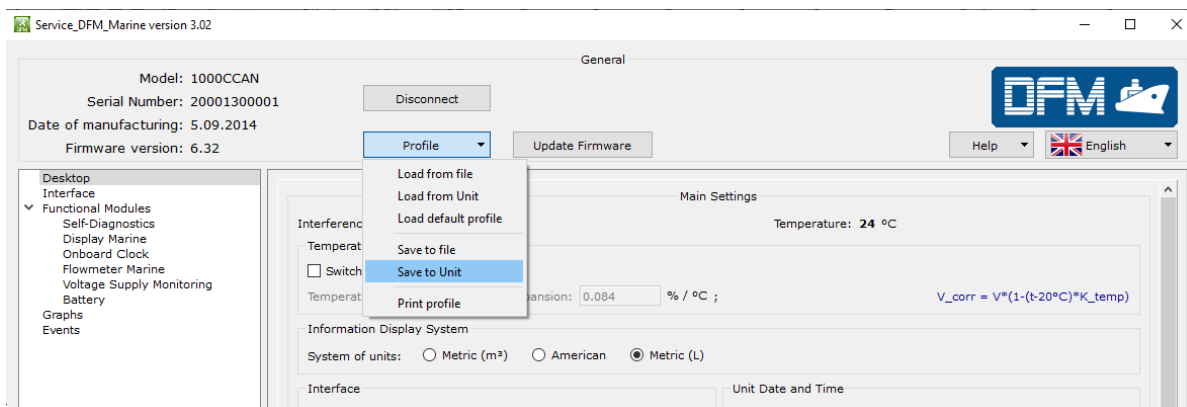 Service_DFM_Marine version 3.02
General
Model: 1000CCAN
Serial Number: 20001300001
Date of manufacturing: 5.09.2014
Firmware version: 6.32
Disconnect
Profile
Update Firmware
DFM
Help
English
Load from file
Load from Unit
Load default profile
Save to file
Save to Unit
Print profile
Desktop
Interface
Functional Modules
Self-Diagnostics
Display Marine
Onboard Clock
Flowmeter Marine
Voltage Supply Monitoring
Battery
Graphs
Events
Main Settings
Temperature: 24 ºC
Switch
0.084 % / ºC ;
V_corr = V*(1-(t-20ºC)*K_temp)
Information Display System
System of units: Metric (m³) American Metric (L)
Interface
Unit Date and Time